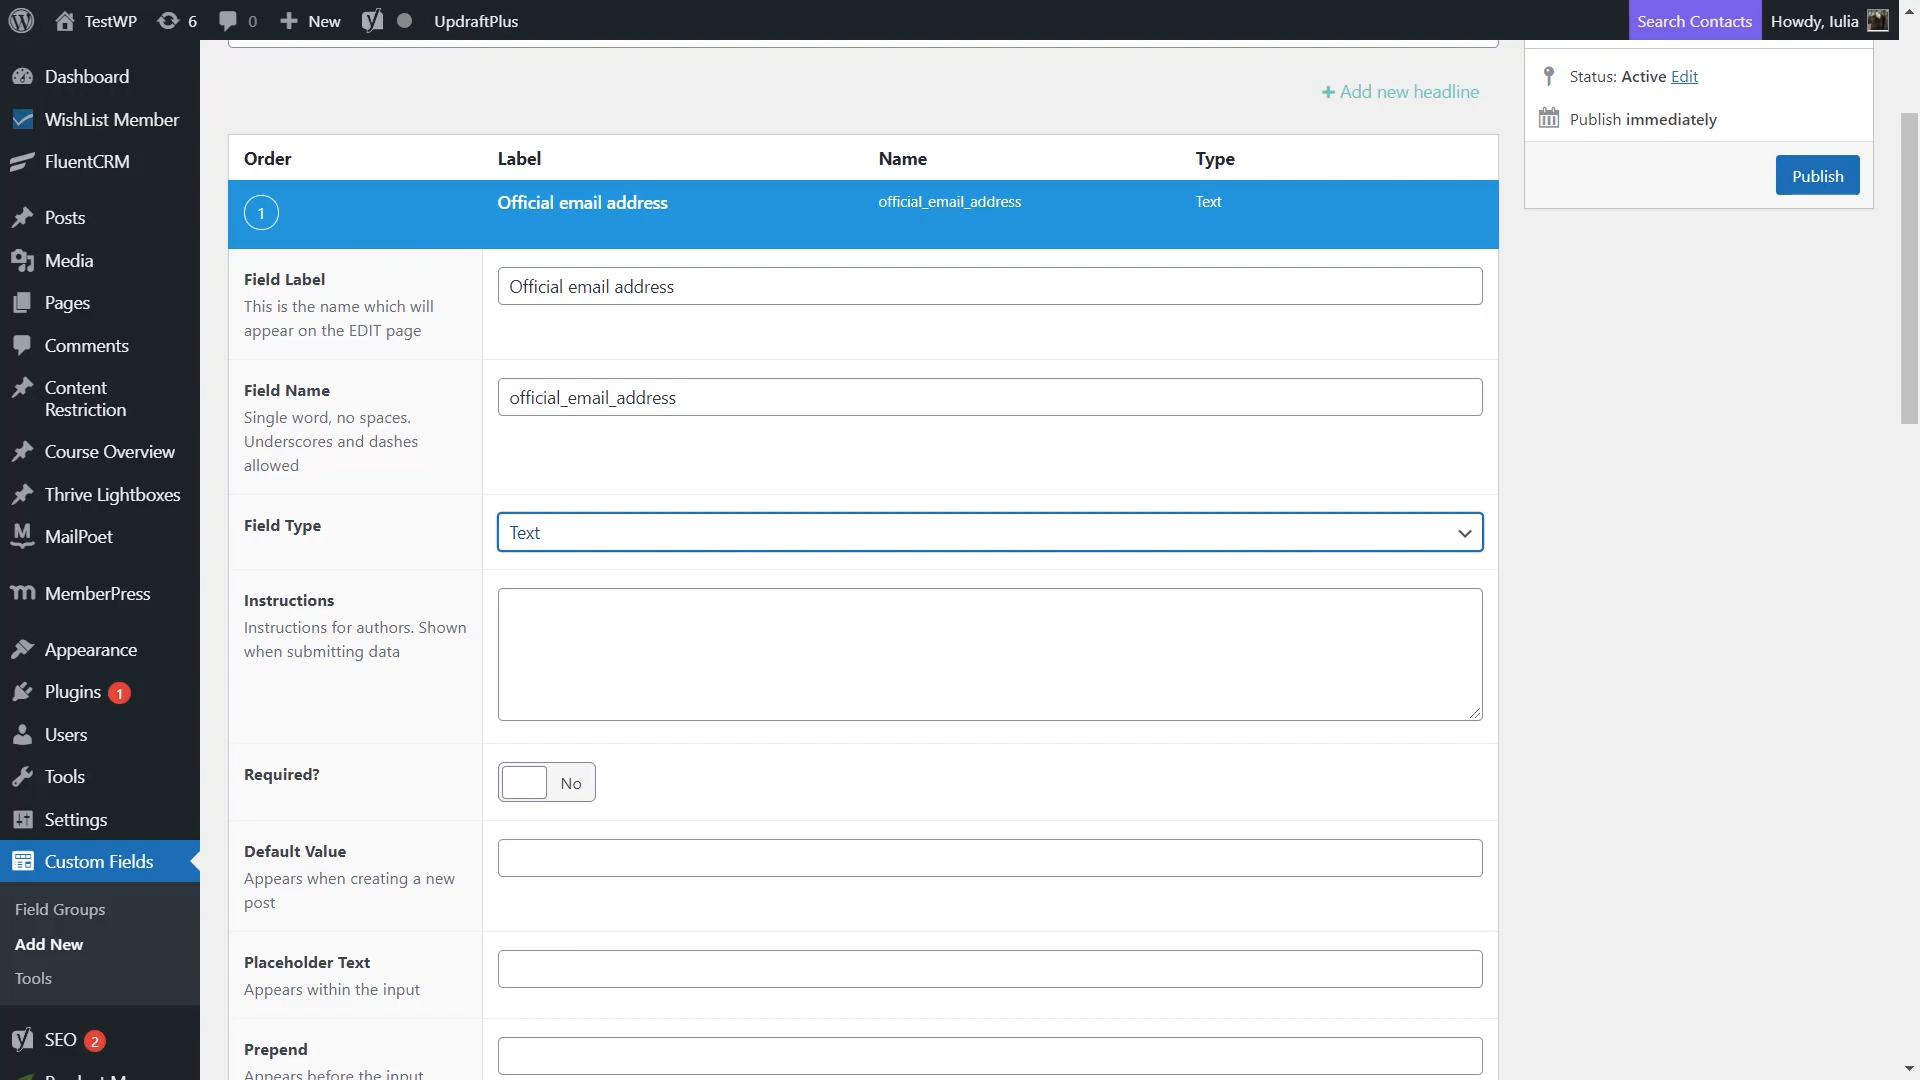 TestWP
6
0
New
UpdraftPlus
Search Contacts
Howdy, Iulia
Dashboard
WishList Member
FluentCRM
Posts
Media
Pages
Comments
Content
Restriction
Course Overview
Thrive Lightboxes
MailPoet
MemberPress
Appearance
Plugins 1
Users
Tools
Settings
Custom Fields
Field Groups
Add New
Tools
SEO 2
+ Add new headline
Order Label Name Type
1 Official email address official_email_address Text
Field Label
This is the name which will
appear on the EDIT page
Official email address
Field Name
Single word, no spaces.
Underscores and dashes
allowed
official_email_address
Field Type
Text
Instructions
Instructions for authors. Shown
when submitting data
Required?
No
Default Value
Appears when creating a new
post
Placeholder Text
Appears within the input
Prepend
Appears before the input
Status: Active Edit
Publish immediately
Publish